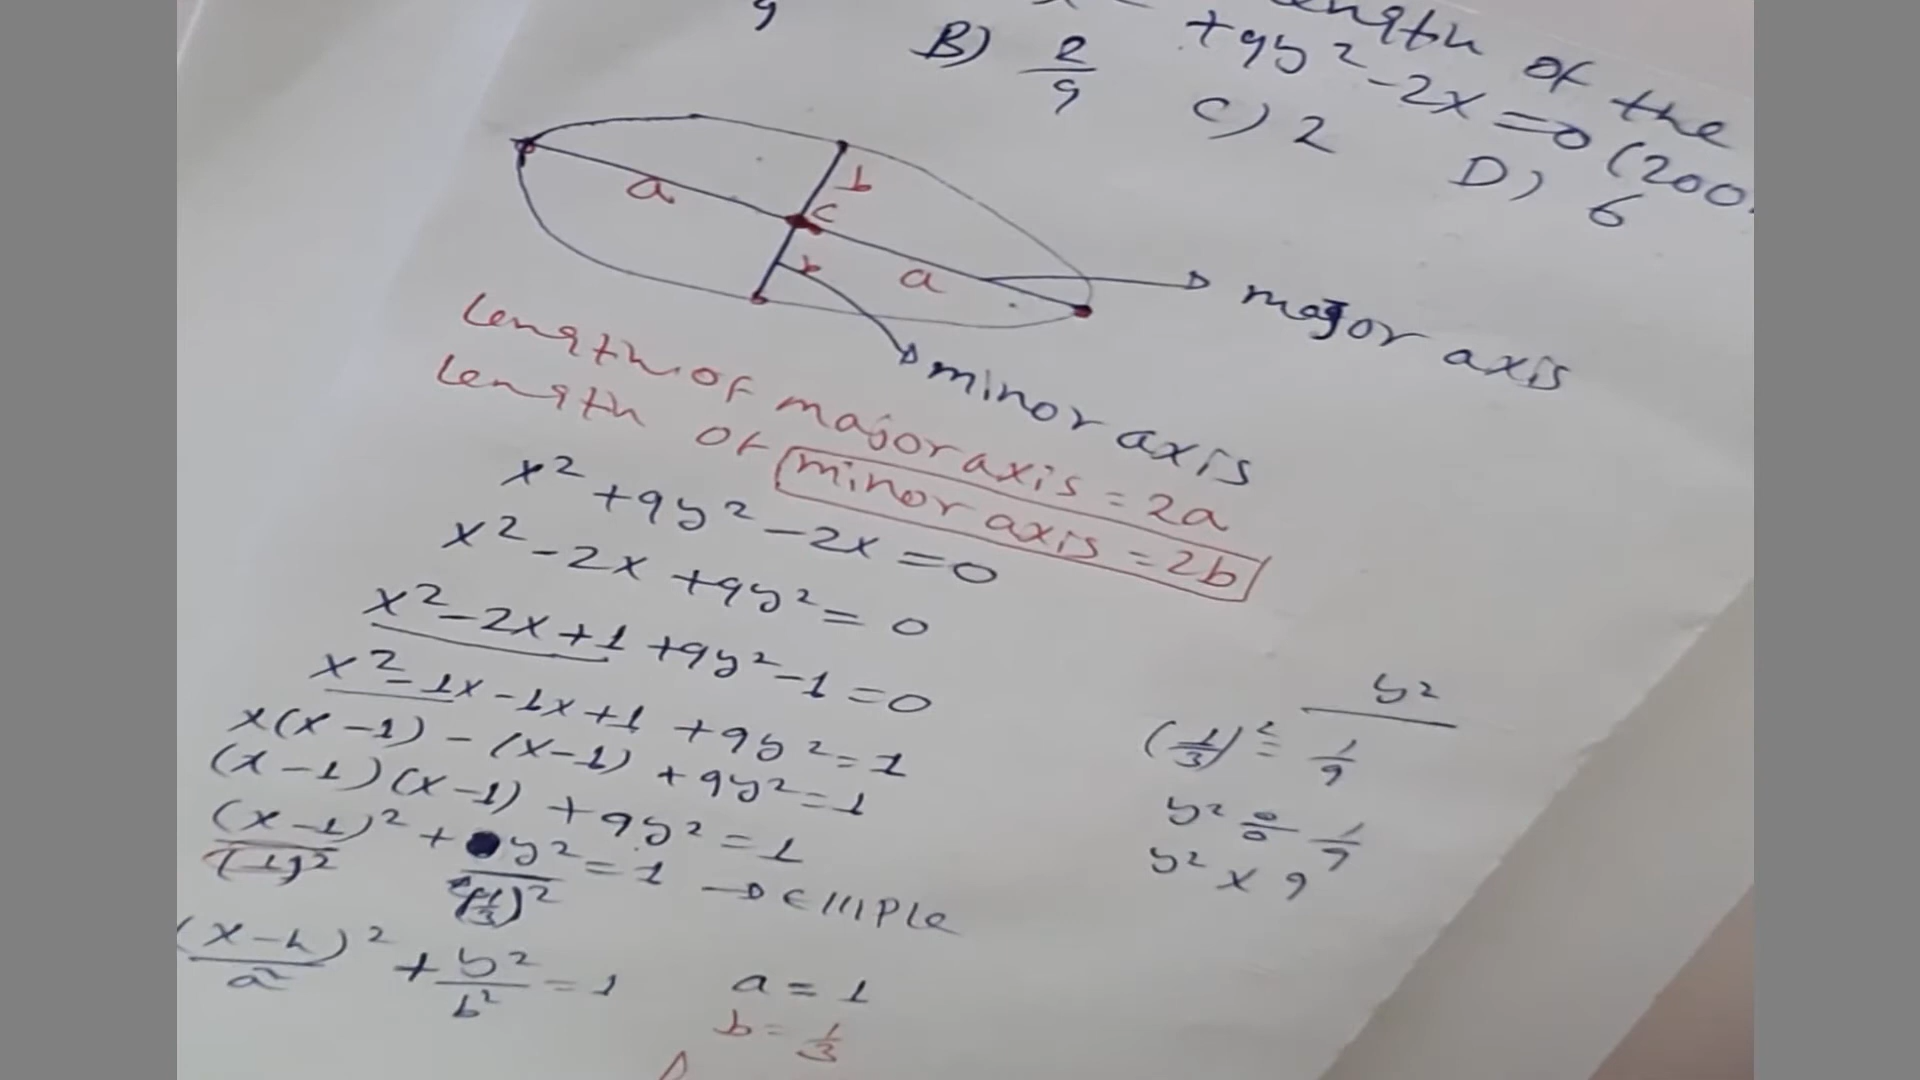 ength of the
+9y² -2x=0 (200
B) 2/9 C) 2 D) 6
a b c
b a
major axis
minor axis
Length of major axis = 2a
Length of minor axis = 2b
x² +9y² -2x =0
x² -2x +9y² = 0
x² -2x +1 +9y² -1 =0
x² -1x -1x +1 +9y² =1
x(x-1) -(x-1) +9y² =1
(x-1)(x-1) +9y² =1
(x-1)²/(1)² + y²/(1/3)² = 1
(x-h)²/a² + y²/b² = 1
a = 1
b = 1/3
y²
(1/3)² = 1/9
y² ÷ 1/9
y² x 9